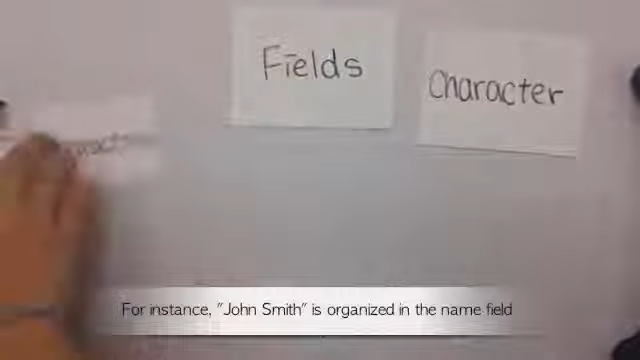 Fields
Character
For instance, "John Smith" is organized in the name field